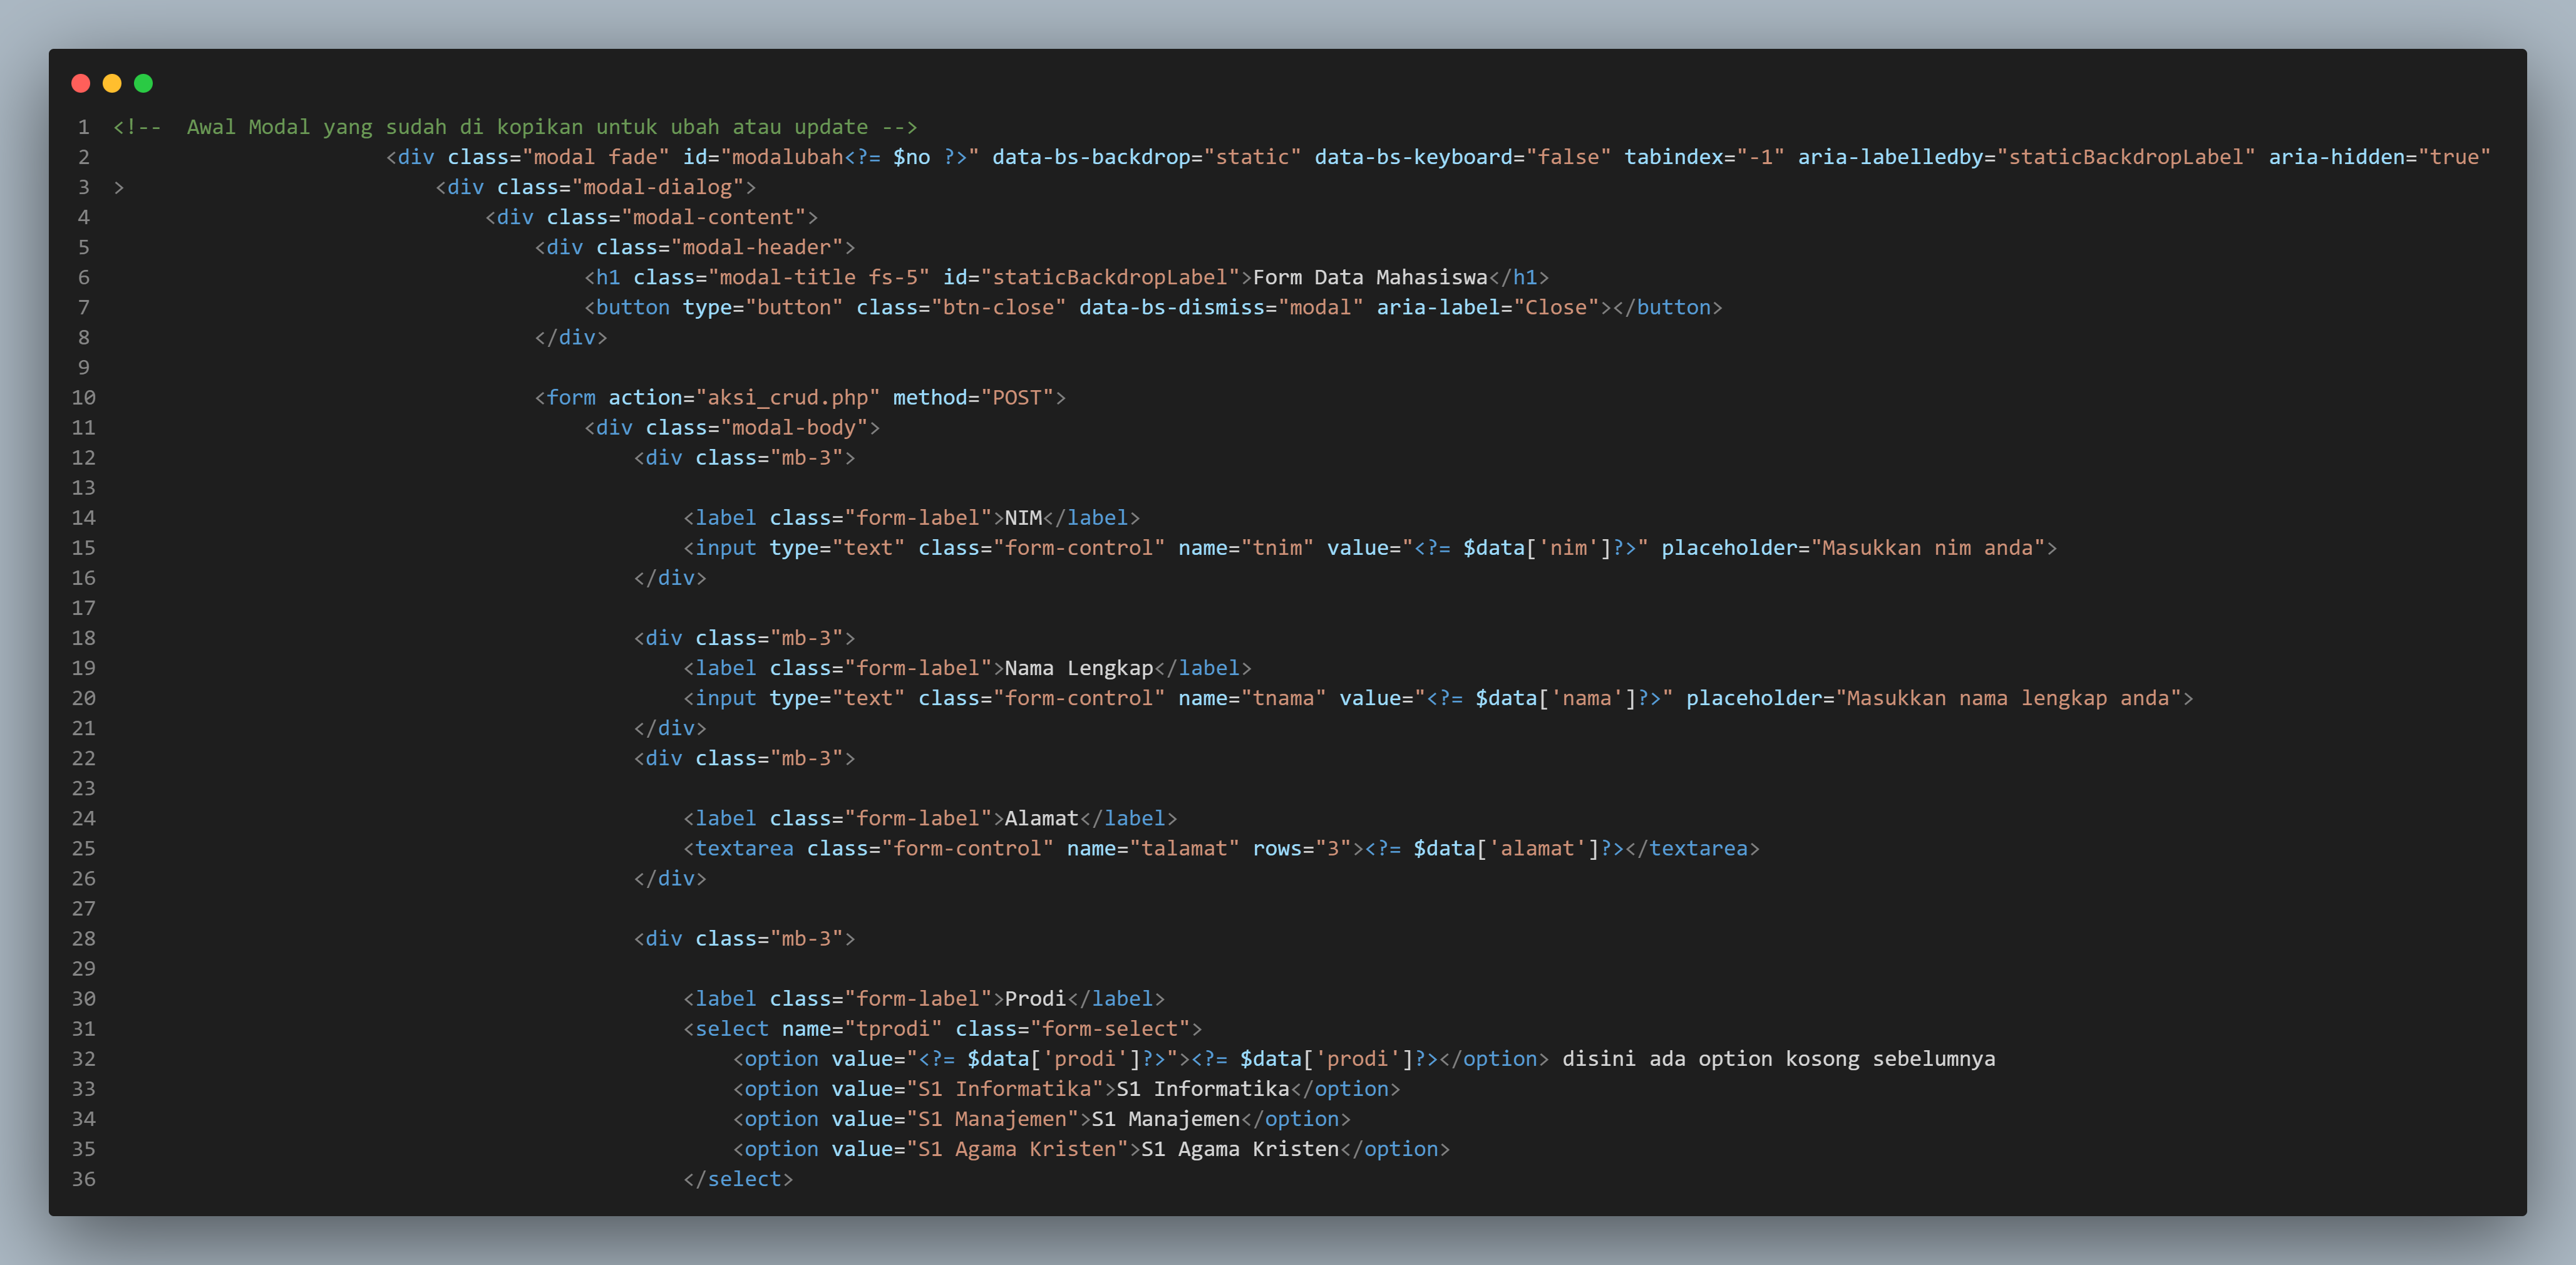 1 <!--  Awal Modal yang sudah di kopikan untuk ubah atau update -->
2 <div class="modal fade" id="modalubah<?= $no ?>" data-bs-backdrop="static" data-bs-keyboard="false" tabindex="-1" aria-labelledby="staticBackdropLabel" aria-hidden="true"
3 > <div class="modal-dialog">
4 <div class="modal-content">
5 <div class="modal-header">
6 <h1 class="modal-title fs-5" id="staticBackdropLabel">Form Data Mahasiswa</h1>
7 <button type="button" class="btn-close" data-bs-dismiss="modal" aria-label="Close"></button>
8 </div>
9
10 <form action="aksi_crud.php" method="POST">
11 <div class="modal-body">
12 <div class="mb-3">
13
14 <label class="form-label">NIM</label>
15 <input type="text" class="form-control" name="tnim" value="<?= $data['nim']?>" placeholder="Masukkan nim anda">
16 </div>
17
18 <div class="mb-3">
19 <label class="form-label">Nama Lengkap</label>
20 <input type="text" class="form-control" name="tnama" value="<?= $data['nama']?>" placeholder="Masukkan nama lengkap anda">
21 </div>
22 <div class="mb-3">
23
24 <label class="form-label">Alamat</label>
25 <textarea class="form-control" name="talamat" rows="3"><?= $data['alamat']?></textarea>
26 </div>
27
28 <div class="mb-3">
29
30 <label class="form-label">Prodi</label>
31 <select name="tprodi" class="form-select">
32 <option value="<?= $data['prodi']?>"><?= $data['prodi']?></option> disini ada option kosong sebelumnya
33 <option value="S1 Informatika">S1 Informatika</option>
34 <option value="S1 Manajemen">S1 Manajemen</option>
35 <option value="S1 Agama Kristen">S1 Agama Kristen</option>
36 </select>